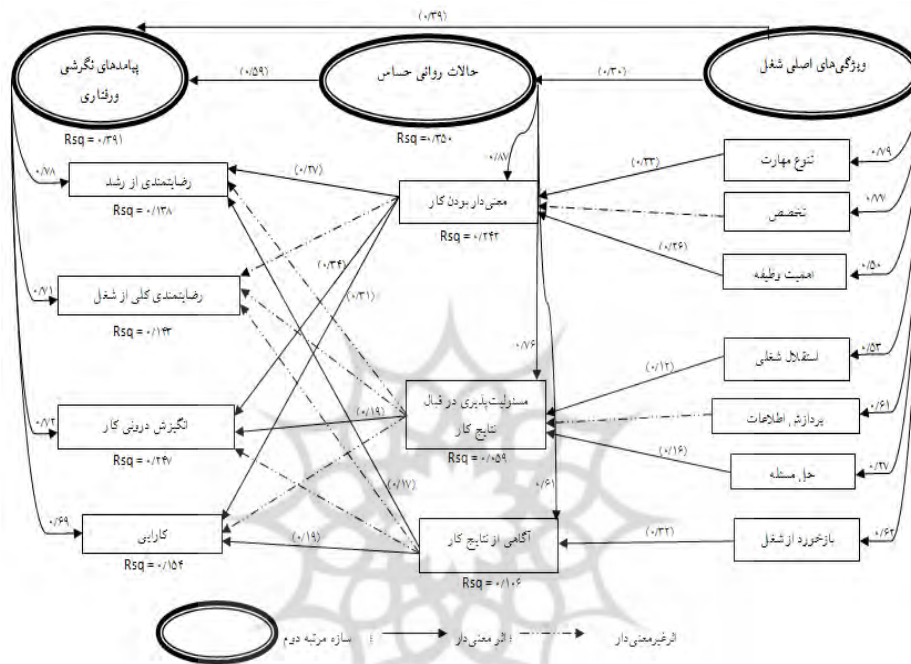 (۰/۳۹)
ویژگی‌های اصلی شغل
(۰/۳۰)
حالات روانی حساس
(۰/۵۹)
پیامدهای نگرشی
ورفتاری
Rsq = ۰/۳۵۰
Rsq = ۰/۳۹۱
۰/۷۹
تنوع مهارت
(۰/۳۳)
۰/۸۷
(۰/۲۷)
رضایتمندی از رشد
۰/۷۸
Rsq = ۰/۱۳۸
۰/۷۷
تخصص
معنی‌دار بودن کار
Rsq = ۰/۲۴۲
۰/۵۰
اهمیت وظیفه
(۰/۲۶)
(۰/۳۴)
(۰/۳۱)
رضایتمندی کلی از شغل
۰/۷۱
Rsq = ۰/۱۴۳
۰/۵۳
استقلال شغلی
(۰/۱۲)
۰/۷۶
۰/۶۱
پردازش اطلاعات
مسئولیت‌پذیری در قبال
نتایج کار
Rsq = ۰/۰۵۹
(۰/۱۹)
انگیزش درونی کار
۰/۷۲
Rsq = ۰/۲۴۷
۰/۲۷
حل مسئله
(۰/۱۶)
۰/۶۱
(۰/۱۷)
۰/۶۲
بازخورد از شغل
(۰/۳۲)
آگاهی از نتایج کار
Rsq = ۰/۱۰۶
(۰/۱۹)
کارایی
۰/۶۹
Rsq = ۰/۱۵۴
سازه مرتبه دوم ؛ اثر معنی‌دار ؛ اثرغیرمعنی‌دار